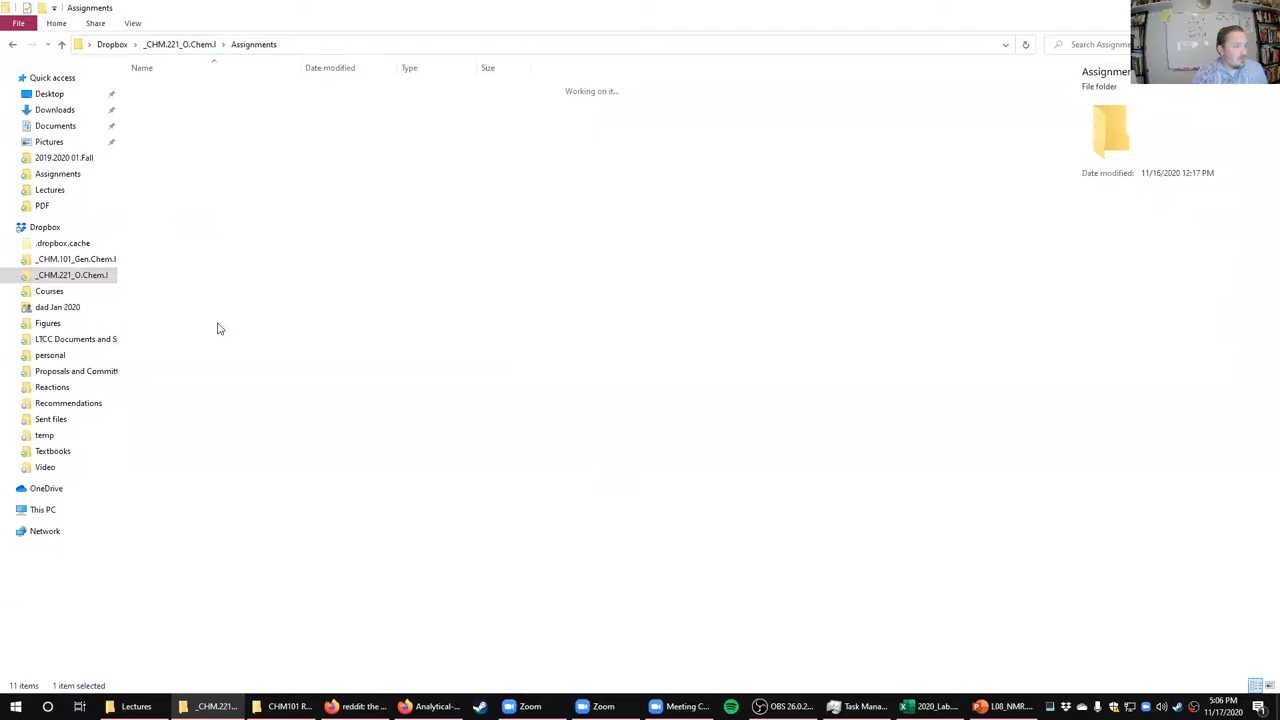 Assignments
File Home Share View
Dropbox _CHM.221_O.Chem.I Assignments Search Assignme
Name Date modified Type Size
Working on it...
Quick access
Desktop
Downloads
Documents
Pictures
2019.2020 01.Fall
Assignments
Lectures
PDF
Dropbox
.dropbox.cache
_CHM.101_Gen.Chem.I
_CHM.221_O.Chem.I
Courses
dad Jan 2020
Figures
LTCC Documents and S
personal
Proposals and Committ
Reactions
Recommendations
Sent files
temp
Textbooks
Video
OneDrive
This PC
Network
Assignmer
File folder
Date modified: 11/16/2020 12:17 PM
11 items 1 item selected
Lectures _CHM.221... CHM101 R... reddit: the ... Analytical-... Zoom Zoom Meeting C... OBS 26.0.2... Task Mana... 2020_Lab... L08_NMR....
5:06 PM
11/17/2020